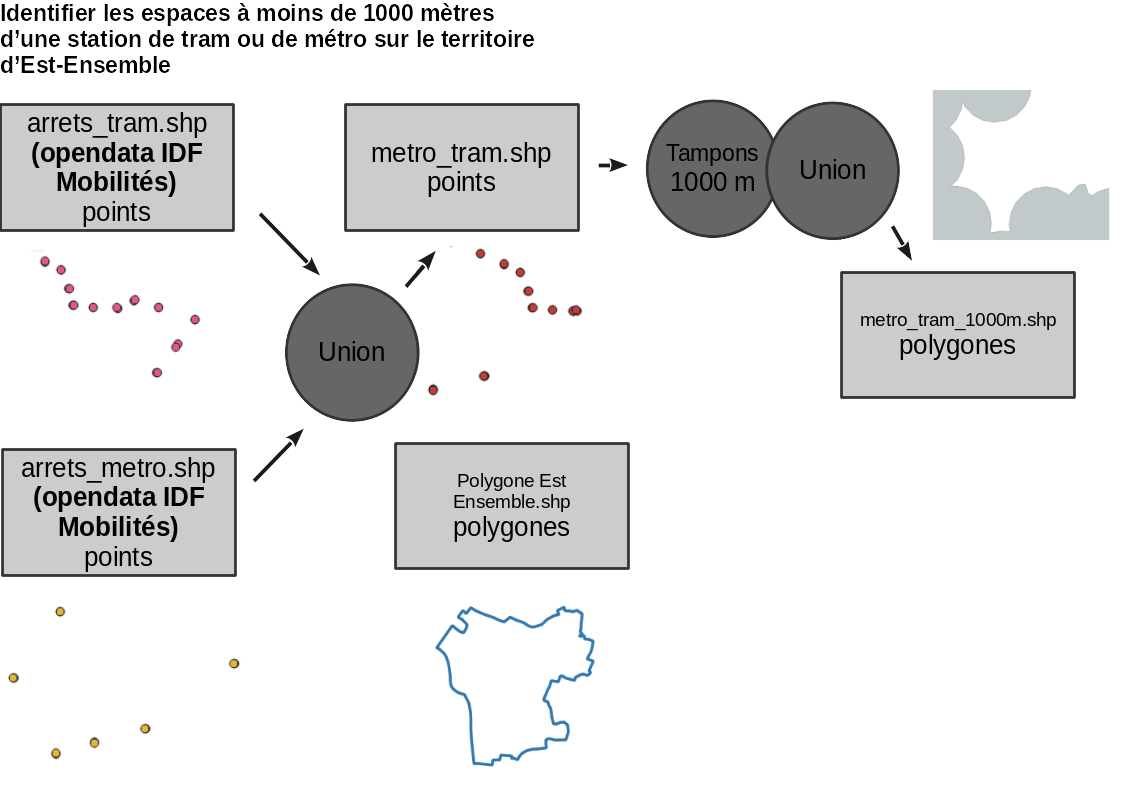 Identifier les espaces à moins de 1000 mètres
d’une station de tram ou de métro sur le territoire
d’Est-Ensemble
arrets_tram.shp
(opendata IDF
Mobilités)
points
metro_tram.shp
points
Tampons
1000 m
Union
Union
metro_tram_1000m.shp
polygones
arrets_metro.shp
(opendata IDF
Mobilités)
points
Polygone Est
Ensemble.shp
polygones